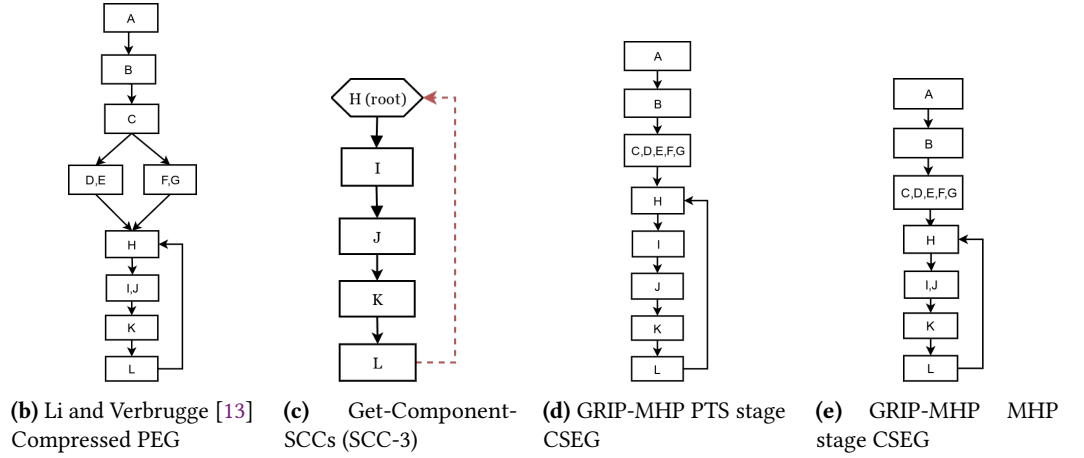 A
B
C
D,E
F,G
H
I,J
K
L
(b) Li and Verbrugge [13]
Compressed PEG
H (root)
I
J
K
L
(c) Get-Component-
SCCs (SCC-3)
A
B
C,D,E,F,G
H
I
J
K
L
(d) GRIP-MHP PTS stage
CSEG
A
B
C,D,E,F,G
H
I,J
K
L
(e) GRIP-MHP MHP
stage CSEG